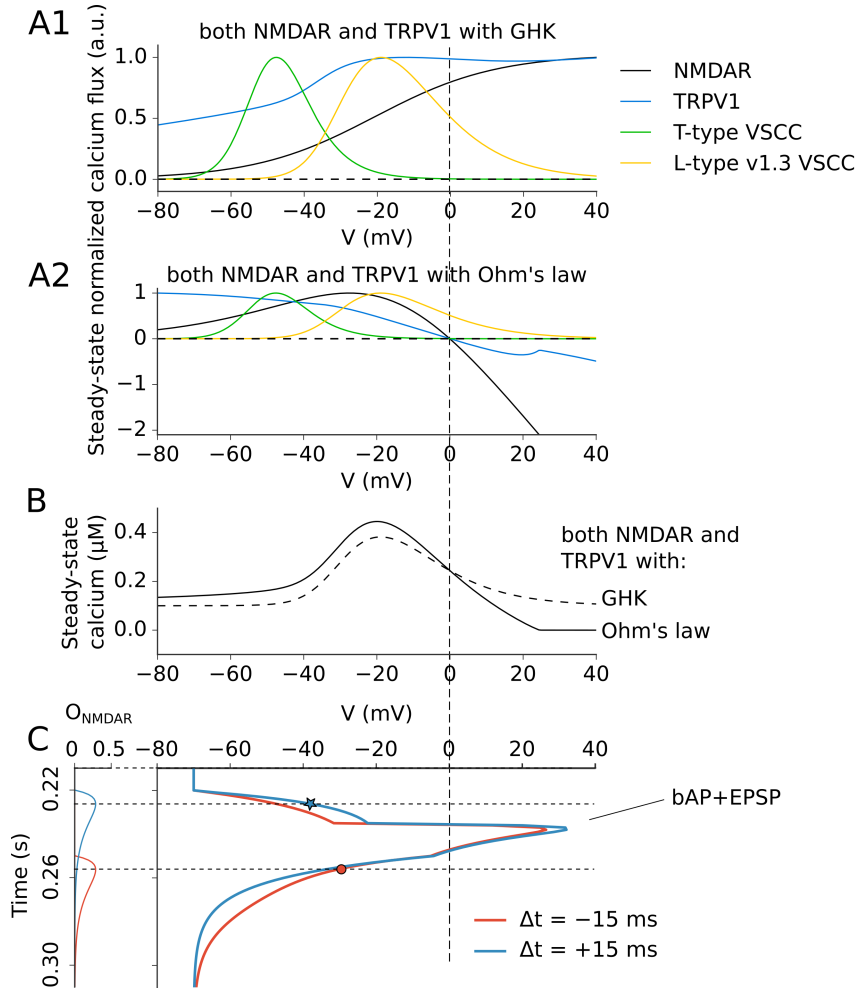 A1
both NMDAR and TRPV1 with GHK
Steady-state normalized calcium flux (a.u.)
1.0
0.5
0.0
−80 −60 −40 −20 0 20 40
V (mV)
NMDAR
TRPV1
T-type VSCC
L-type v1.3 VSCC
A2
both NMDAR and TRPV1 with Ohm's law
1
0
−1
−2
−80 −60 −40 −20 0 20 40
V (mV)
B
Steady-state
calcium (μM)
0.4
0.2
0.0
both NMDAR and
TRPV1 with:
GHK
Ohm's law
−80 −60 −40 −20 0 20 40
V (mV)
C
O_NMDAR
0 0.5
−80 −60 −40 −20 0 20 40
Time (s)
0.22
0.26
0.30
bAP+EPSP
Δt = −15 ms
Δt = +15 ms